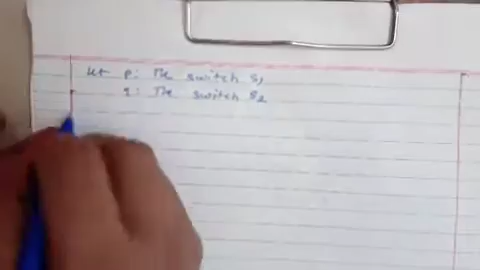 Let p: The switch S1
q: The switch S2